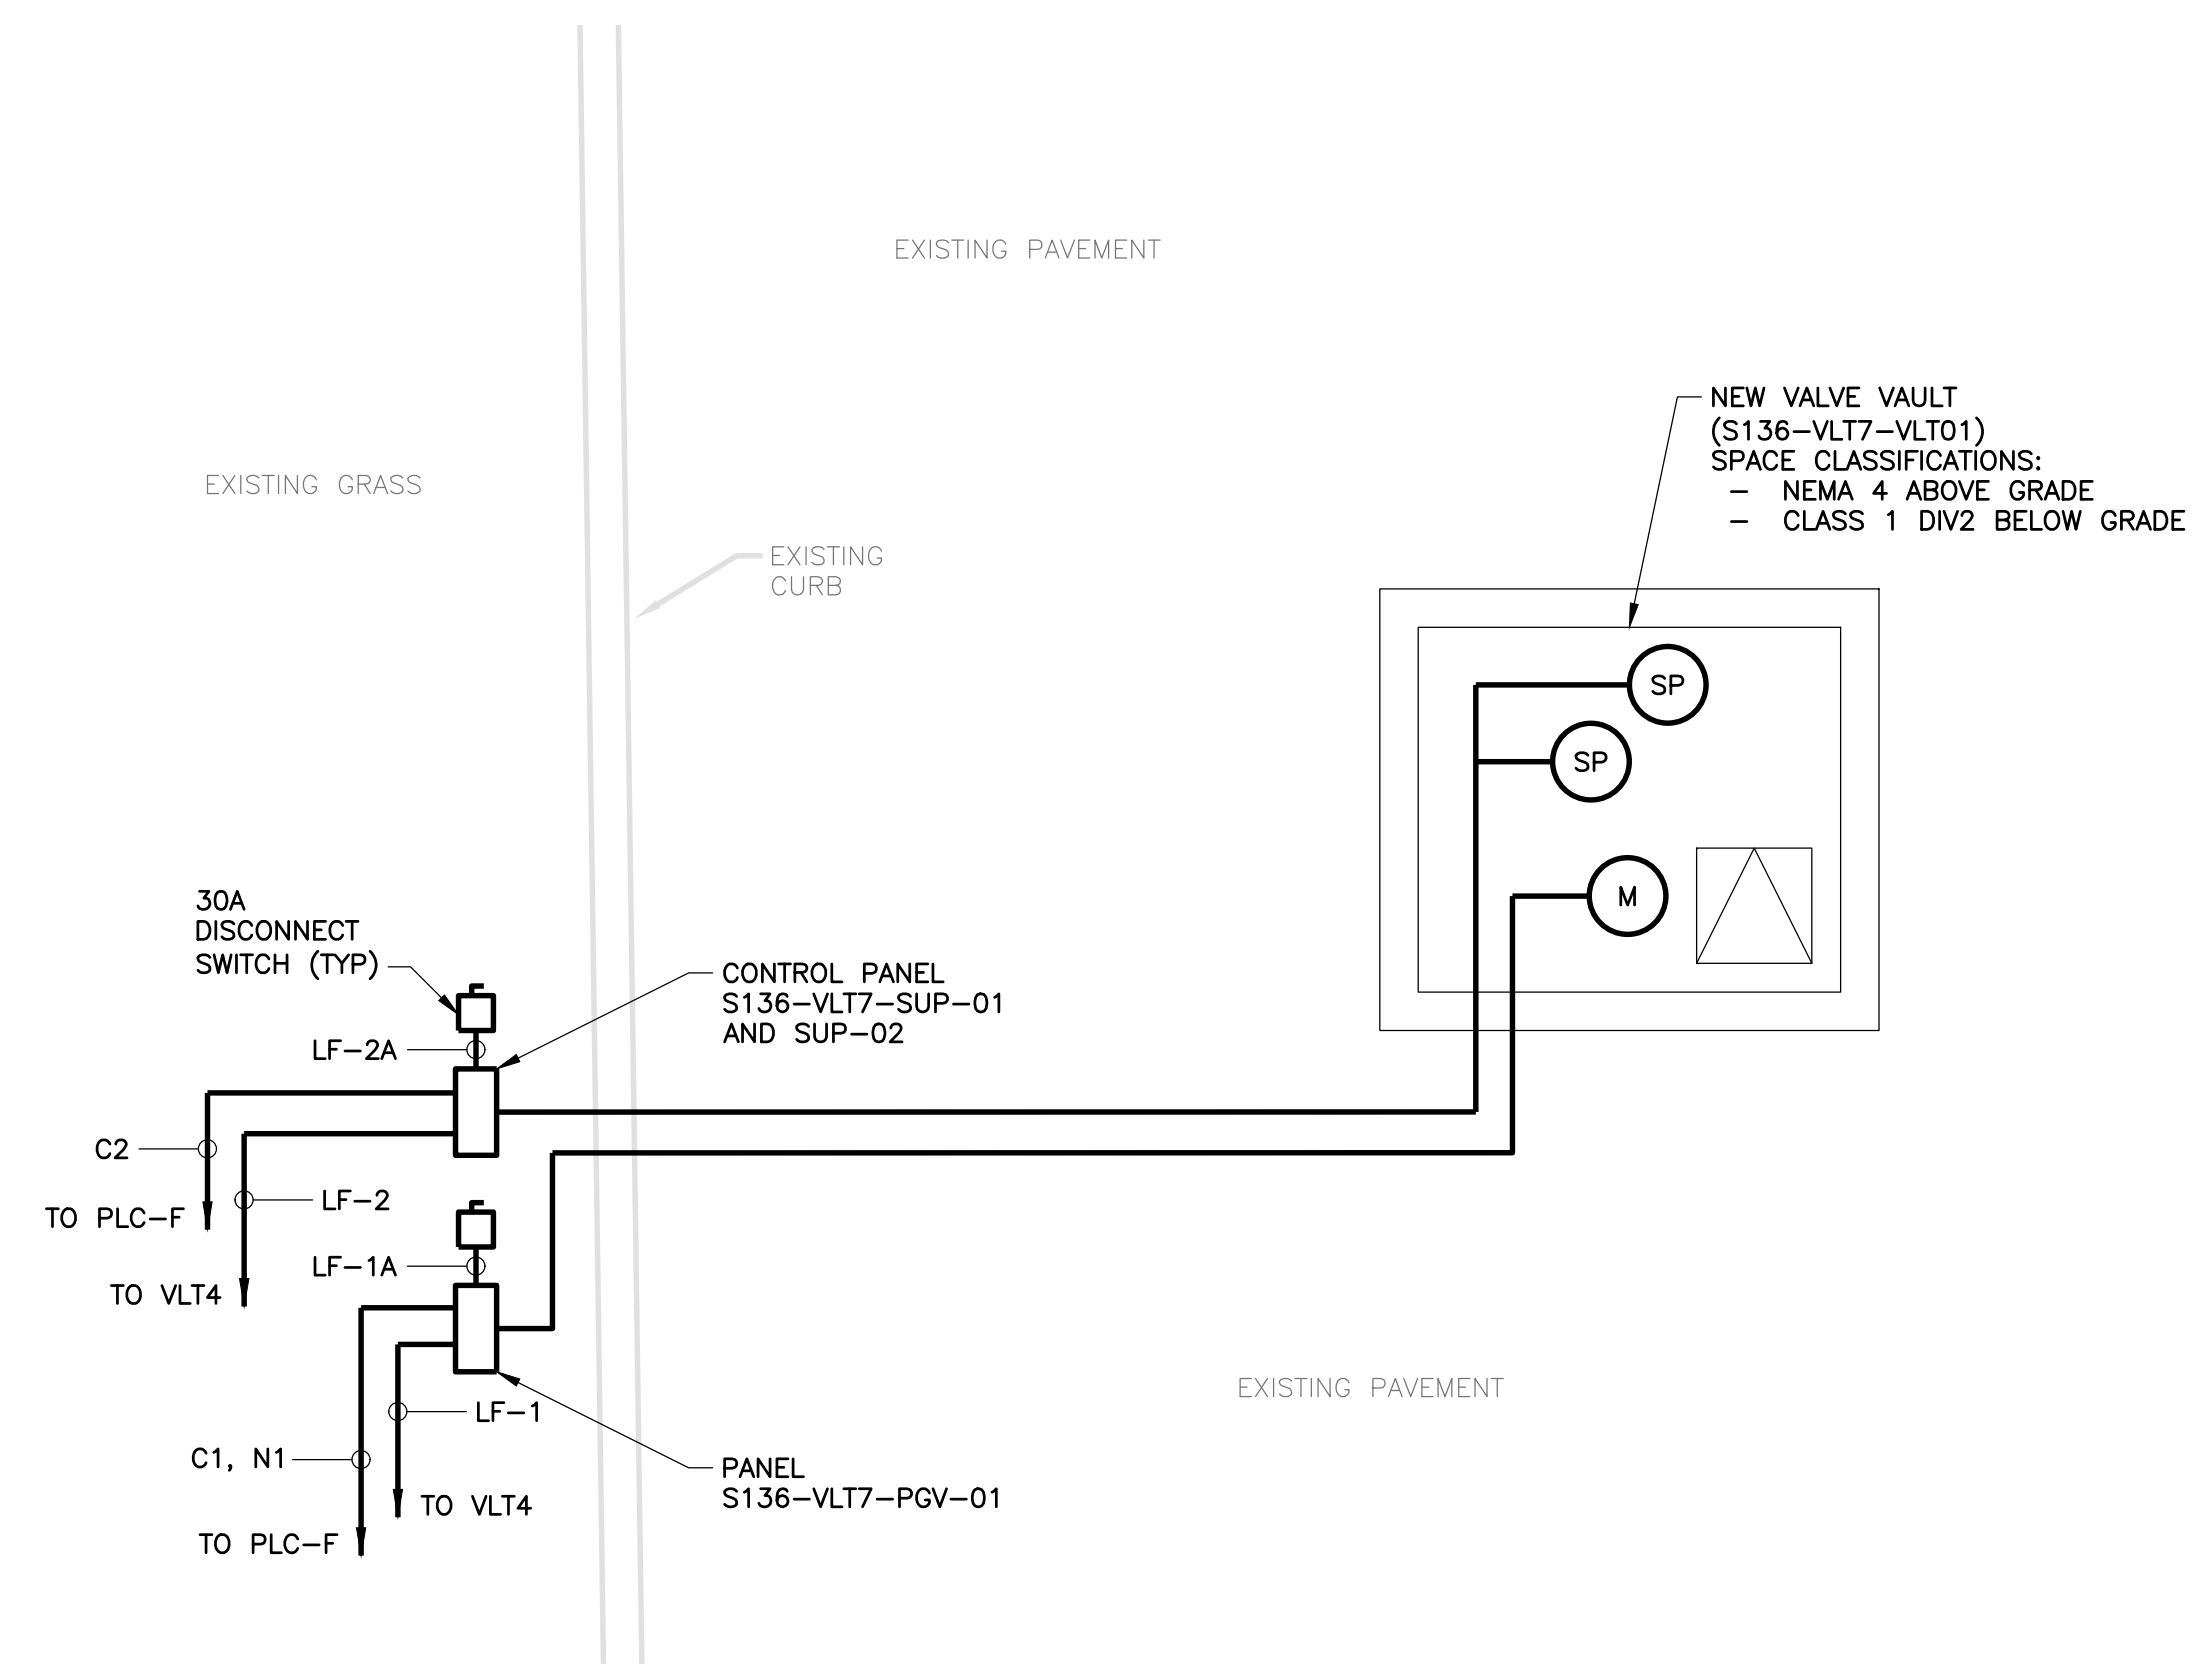 EXISTING PAVEMENT
NEW VALVE VAULT
(S136-VLT7-VLT01)
SPACE CLASSIFICATIONS:
- NEMA 4 ABOVE GRADE
- CLASS 1 DIV2 BELOW GRADE
EXISTING GRASS
EXISTING
CURB
SP
SP
M
30A
DISCONNECT
SWITCH (TYP)
CONTROL PANEL
S136-VLT7-SUP-01
AND SUP-02
LF-2A
C2
LF-2
TO PLC-F
LF-1A
TO VLT4
EXISTING PAVEMENT
LF-1
C1, N1
PANEL
S136-VLT7-PGV-01
TO VLT4
TO PLC-F